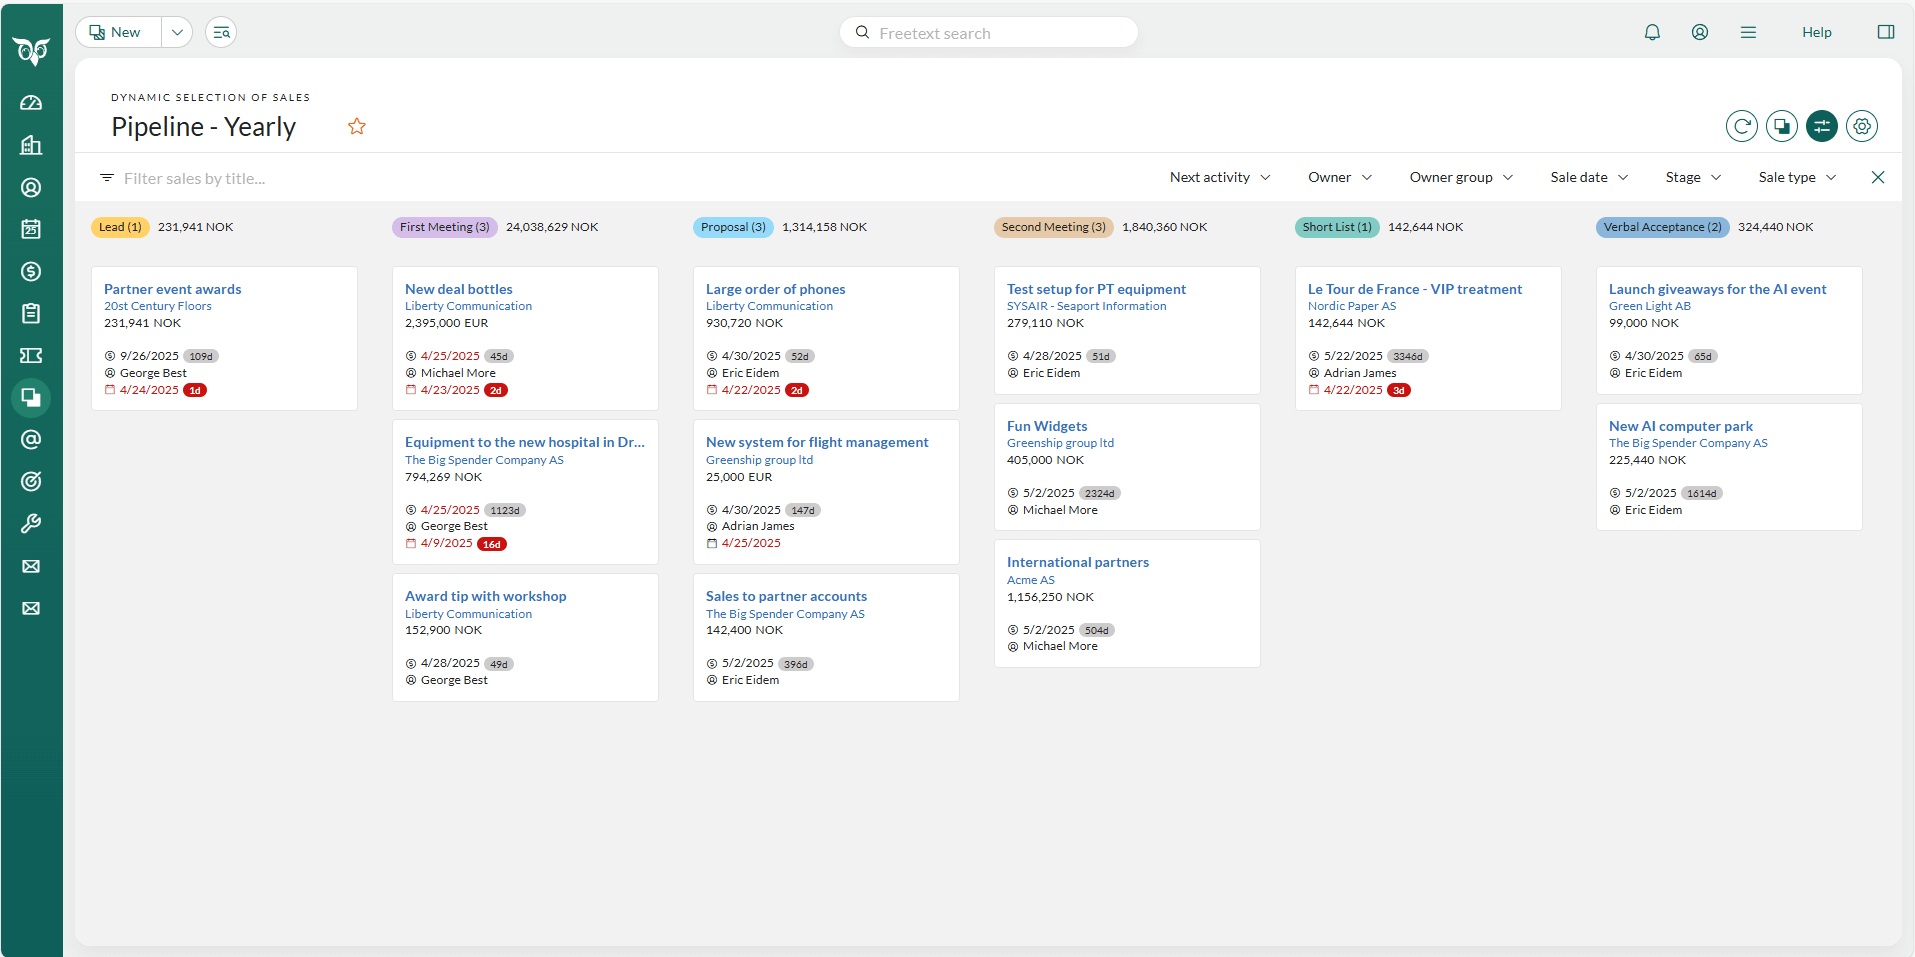 New
Freetext search
Help
DYNAMIC SELECTION OF SALES
Pipeline - Yearly
Filter sales by title...
Next activity
Owner
Owner group
Sale date
Stage
Sale type
25
Lead (1) 231,941 NOK
Partner event awards
20st Century Floors
231,941 NOK
9/26/2025 109d
George Best
4/24/2025 1d
First Meeting (3) 24,038,629 NOK
New deal bottles
Liberty Communication
2,395,000 EUR
4/25/2025 45d
Michael More
4/23/2025 2d
Equipment to the new hospital in Dr...
The Big Spender Company AS
794,269 NOK
4/25/2025 1123d
George Best
4/9/2025 16d
Award tip with workshop
Liberty Communication
152,900 NOK
4/28/2025 49d
George Best
Proposal (3) 1,314,158 NOK
Large order of phones
Liberty Communication
930,720 NOK
4/30/2025 52d
Eric Eidem
4/22/2025 2d
New system for flight management
Greenship group ltd
25,000 EUR
4/30/2025 147d
Adrian James
4/25/2025
Sales to partner accounts
The Big Spender Company AS
142,400 NOK
5/2/2025 396d
Eric Eidem
Second Meeting (3) 1,840,360 NOK
Test setup for PT equipment
SYSAIR - Seaport Information
279,110 NOK
4/28/2025 51d
Eric Eidem
Fun Widgets
Greenship group ltd
405,000 NOK
5/2/2025 2324d
Michael More
International partners
Acme AS
1,156,250 NOK
5/2/2025 504d
Michael More
Short List (1) 142,644 NOK
Le Tour de France - VIP treatment
Nordic Paper AS
142,644 NOK
5/22/2025 3346d
Adrian James
4/22/2025 3d
Verbal Acceptance (2) 324,440 NOK
Launch giveaways for the AI event
Green Light AB
99,000 NOK
4/30/2025 65d
Eric Eidem
New AI computer park
The Big Spender Company AS
225,440 NOK
5/2/2025 1614d
Eric Eidem